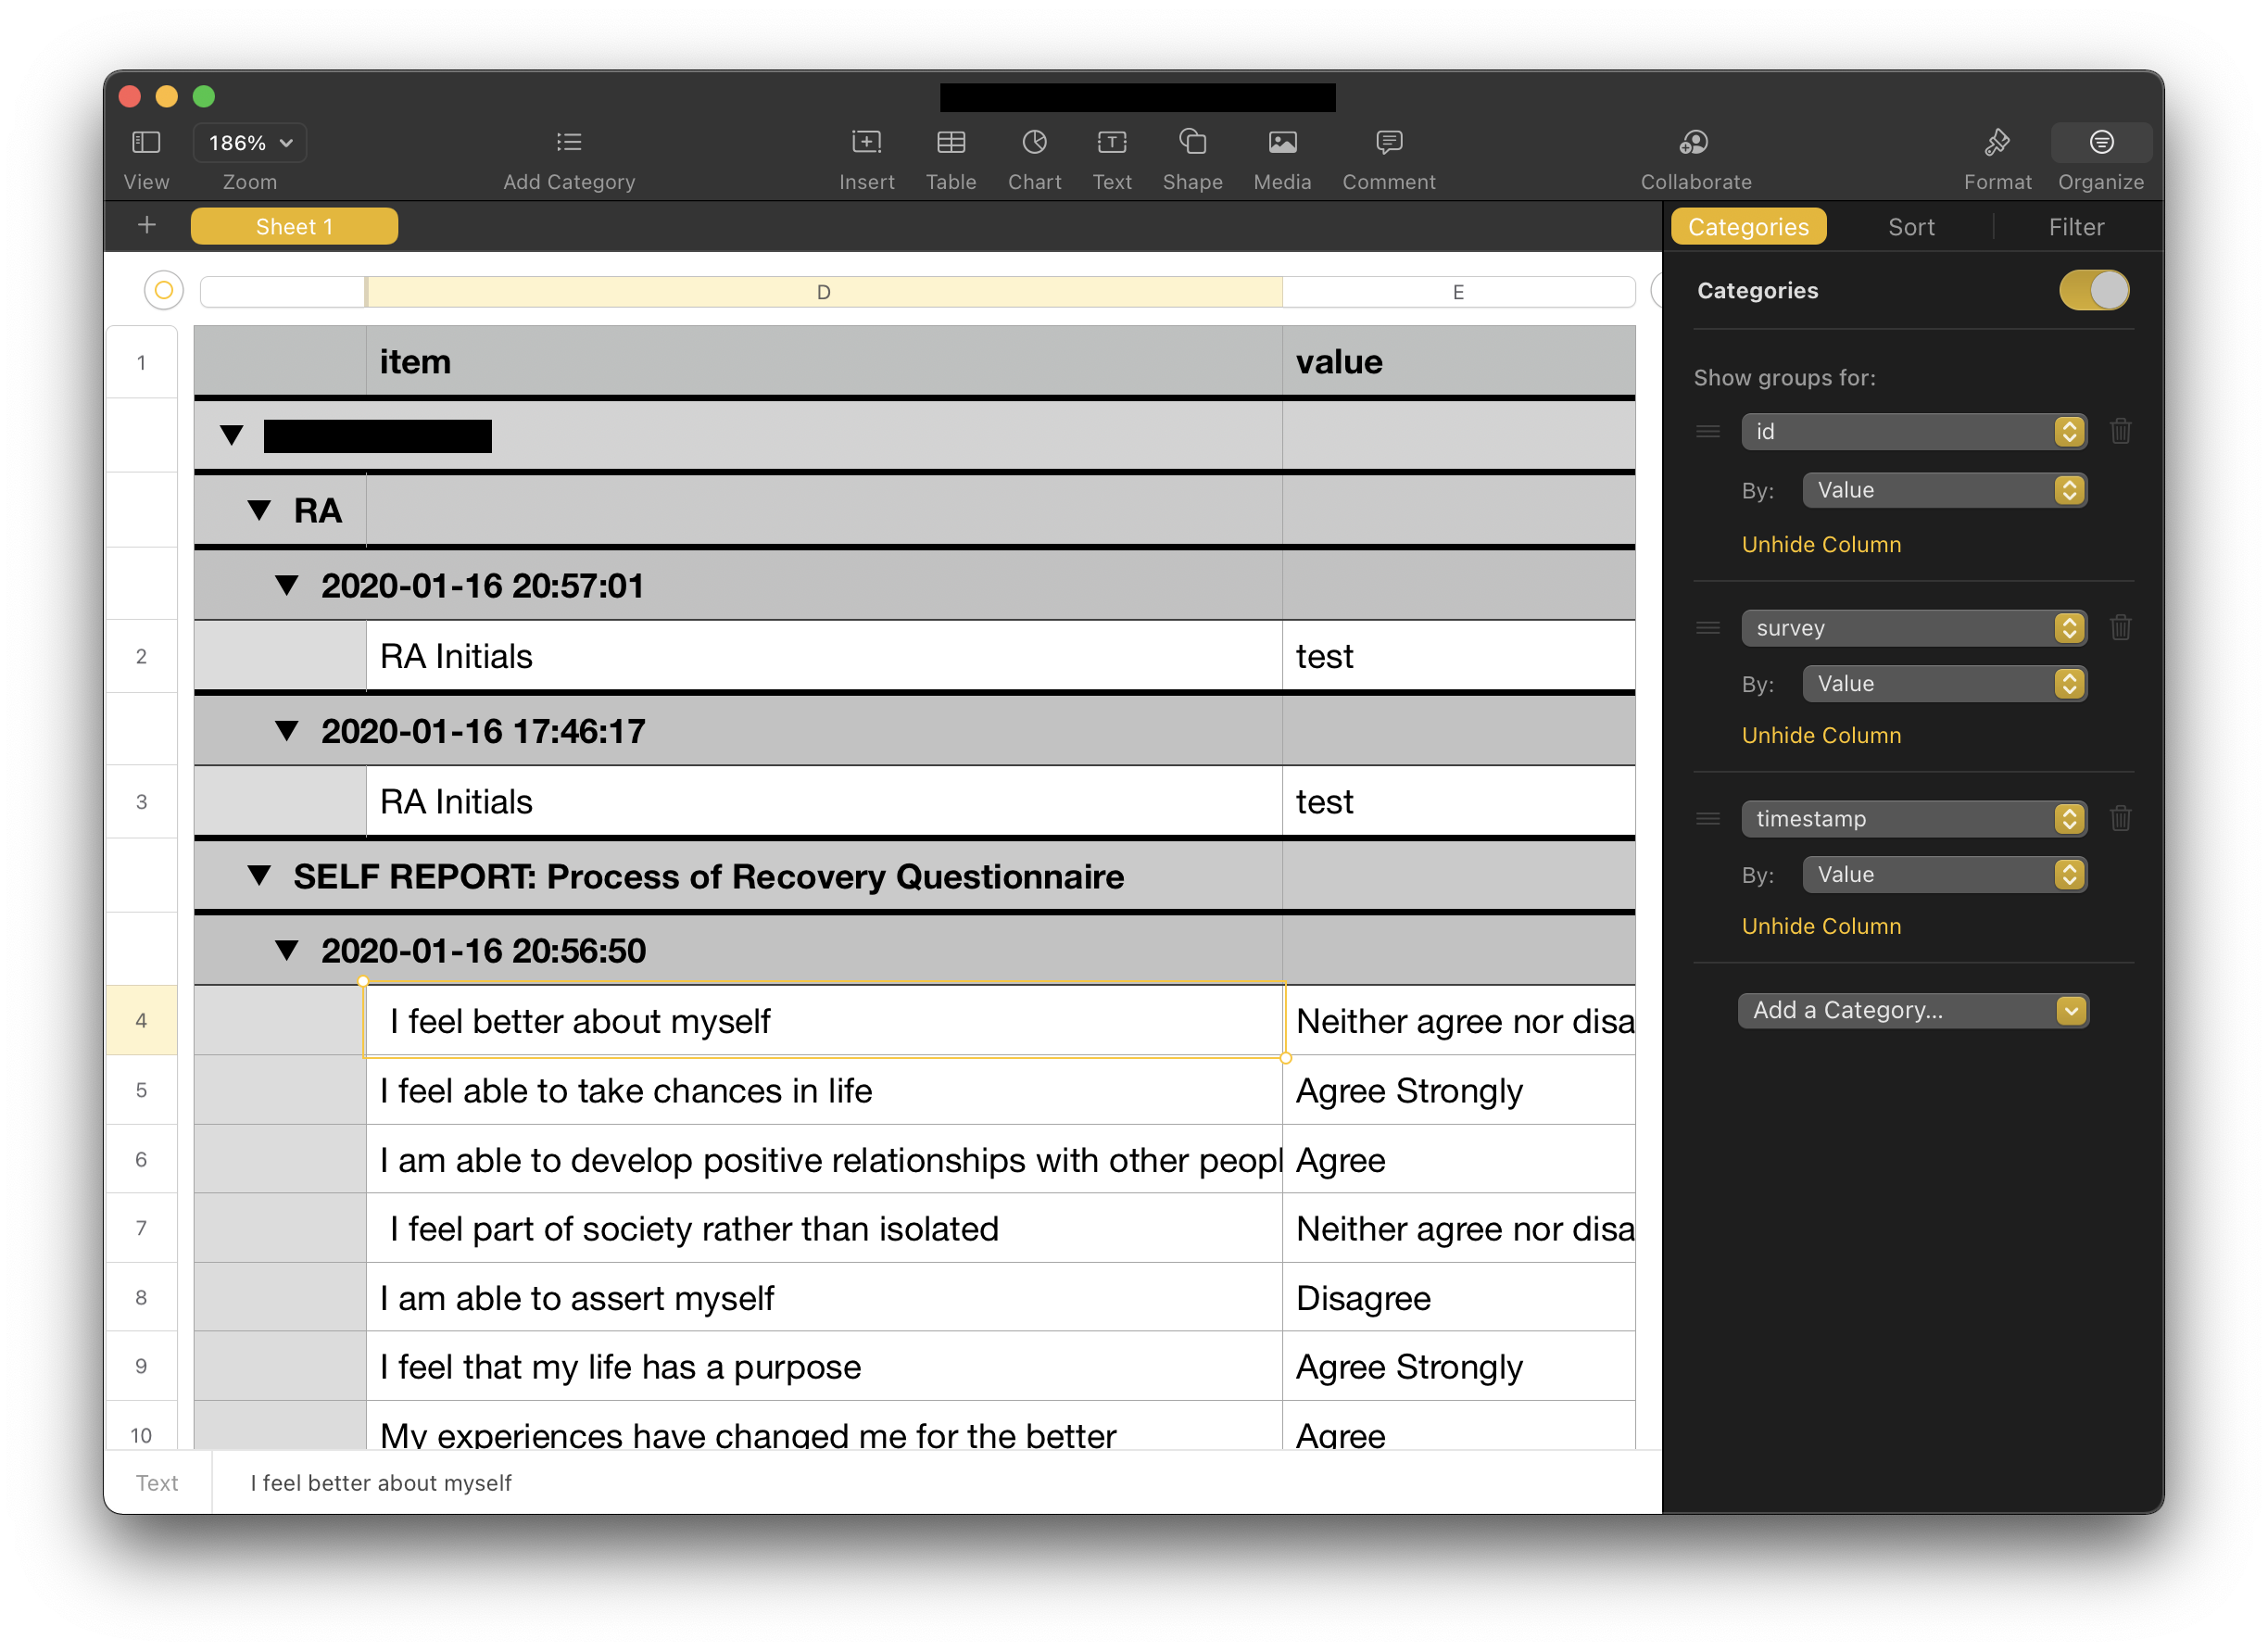 186%
View
Zoom
Add Category
Insert
Table
Chart
Text
Shape
Media
Comment
Collaborate
Format
Organize
Sheet 1
Categories
Sort
Filter
D
E
Categories
1
item
value
Show groups for:
id
By:
Value
Unhide Column
RA
2020-01-16 20:57:01
2
RA Initials
test
survey
By:
Value
Unhide Column
2020-01-16 17:46:17
3
RA Initials
test
timestamp
By:
Value
Unhide Column
SELF REPORT: Process of Recovery Questionnaire
2020-01-16 20:56:50
4
I feel better about myself
Neither agree nor disa
Add a Category...
5
I feel able to take chances in life
Agree Strongly
6
I am able to develop positive relationships with other peopl
Agree
7
I feel part of society rather than isolated
Neither agree nor disa
8
I am able to assert myself
Disagree
9
I feel that my life has a purpose
Agree Strongly
10
My experiences have changed me for the better
Agree
Text
I feel better about myself